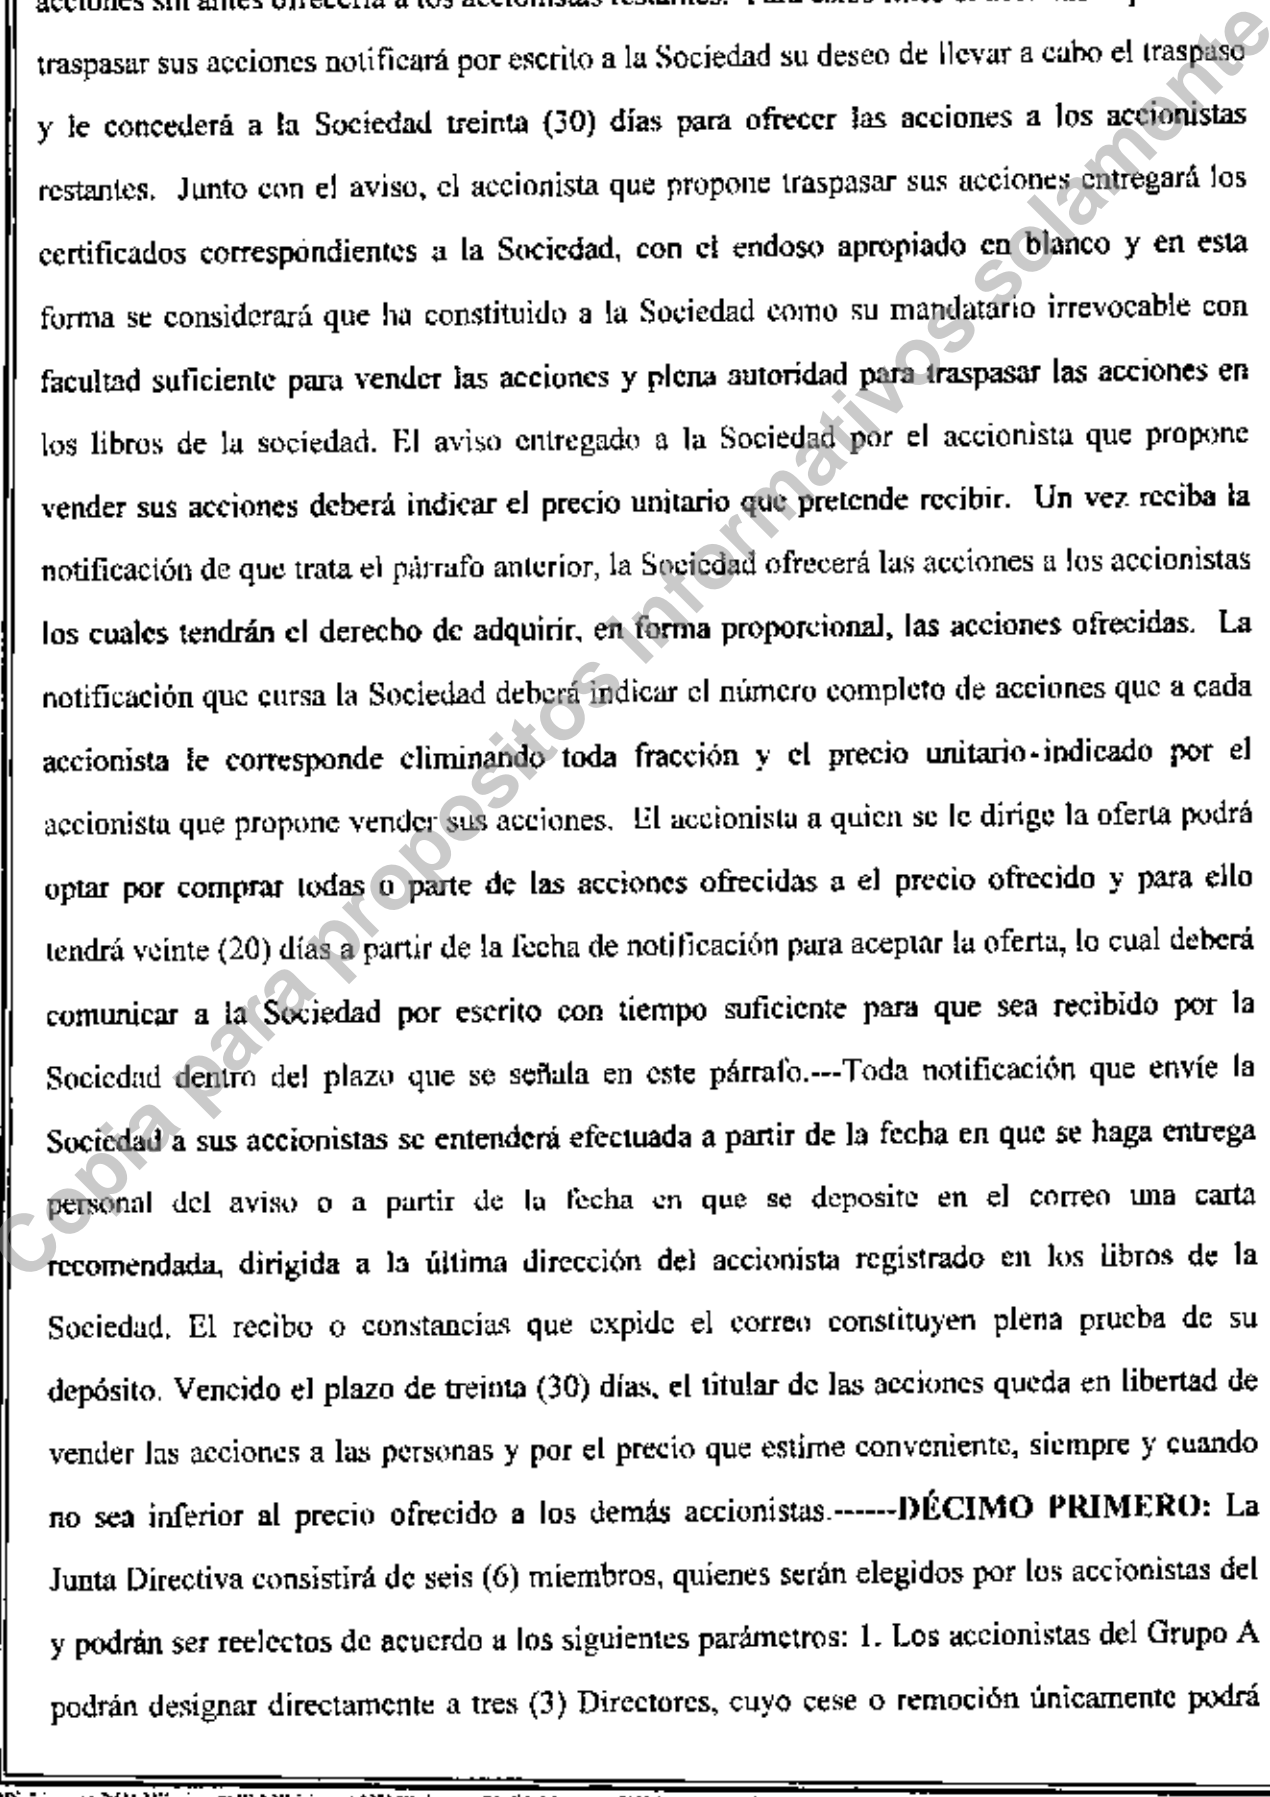 acciones sin antes ofrecerla a los accionistas restantes.
traspasar sus acciones notificará por escrito a la Sociedad su deseo de llevar a cabo el traspaso
y le concederá a la Sociedad treinta (30) días para ofrecer las acciones a los accionistas
restantes. Junto con el aviso, el accionista que propone traspasar sus acciones entregará los
certificados correspondientes a la Sociedad, con el endoso apropiado en blanco y en esta
forma se considerará que ha constituido a la Sociedad como su mandatario irrevocable con
facultad suficiente para vender las acciones y plena autoridad para traspasar las acciones en
los libros de la sociedad. El aviso entregado a la Sociedad por el accionista que propone
vender sus acciones deberá indicar el precio unitario que pretende recibir. Un vez reciba la
notificación de que trata el párrafo anterior, la Sociedad ofrecerá las acciones a los accionistas
los cuales tendrán el derecho de adquirir, en forma proporcional, las acciones ofrecidas. La
notificación que cursa la Sociedad deberá indicar el número completo de acciones que a cada
accionista le corresponde eliminando toda fracción y el precio unitario-indicado por el
accionista que propone vender sus acciones. El accionista a quien se le dirige la oferta podrá
optar por comprar todas o parte de las acciones ofrecidas a el precio ofrecido y para ello
tendrá veinte (20) días a partir de la fecha de notificación para aceptar la oferta, lo cual deberá
comunicar a la Sociedad por escrito con tiempo suficiente para que sea recibido por la
Sociedad dentro del plazo que se señala en este párrafo.---Toda notificación que envíe la
Sociedad a sus accionistas se entenderá efectuada a partir de la fecha en que se haga entrega
personal del aviso o a partir de la fecha en que se deposite en el correo una carta
recomendada, dirigida a la última dirección del accionista registrado en los libros de la
Sociedad. El recibo o constancias que expide el correo constituyen plena prueba de su
depósito. Vencido el plazo de treinta (30) días, el titular de las acciones queda en libertad de
vender las acciones a las personas y por el precio que estime conveniente, siempre y cuando
no sea inferior al precio ofrecido a los demás accionistas.------DÉCIMO PRIMERO: La
Junta Directiva consistirá de seis (6) miembros, quienes serán elegidos por los accionistas del
y podrán ser reelectos de acuerdo a los siguientes parámetros: 1. Los accionistas del Grupo A
podrán designar directamente a tres (3) Directores, cuyo cese o remoción únicamente podrá
Copia para propositos informativos solamente